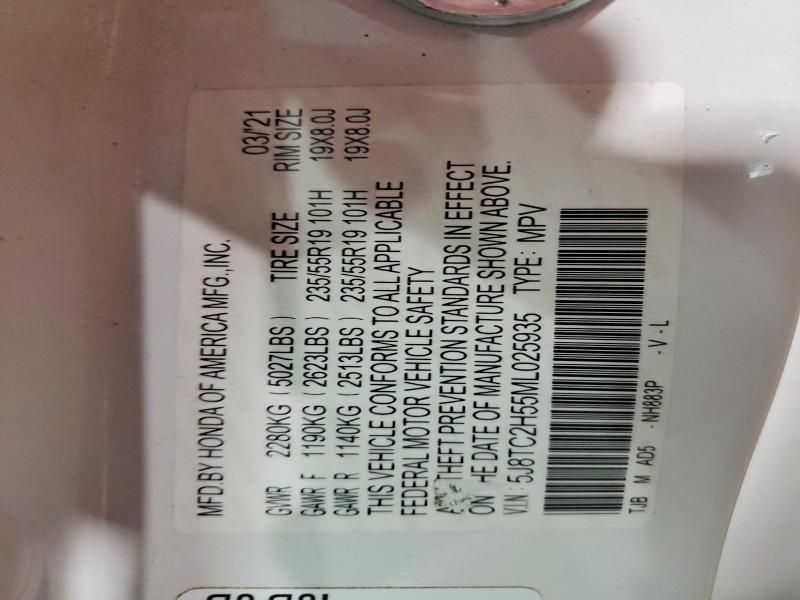 MFD.BY HONDA OF AMERICA MFG.,INC. 03/'21
GVWR 2280KG ( 5027LBS ) TIRE SIZE RIM SIZE
GAWR F 1190KG ( 2623LBS ) 235/55R19 101H 19X8.0J
GAWR R 1140KG ( 2513LBS ) 235/55R19 101H 19X8.0J
THIS VEHICLE CONFORMS TO ALL APPLICABLE
FEDERAL MOTOR VEHICLE SAFETY
THEFT PREVENTION STANDARDS IN EFFECT
ON HE DATE OF MANUFACTURE SHOWN ABOVE.
V.I.N : 5J8TC2H55ML025935 TYPE : MPV
TJB M AD5 - NH883P - V - L